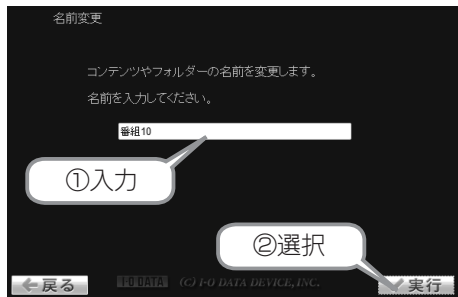 名前変更
コンテンツやフォルダーの名前を変更します。
名前を入力してください。
番組10
①入力
②選択
戻る
I-O DATA (C) I-O DATA DEVICE, INC.
実行